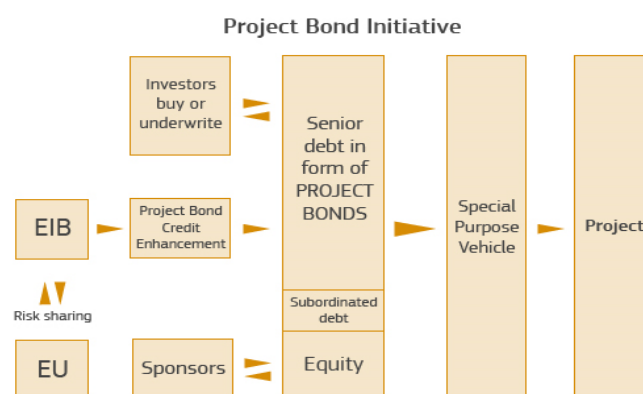 Project Bond Initiative
Investors
buy or
underwrite
Senior
debt in
form of
PROJECT
BONDS
EIB
Project Bond
Credit
Enhancement
Special
Purpose
Vehicle
Project
Risk sharing
Subordinated
debt
EU
Sponsors
Equity